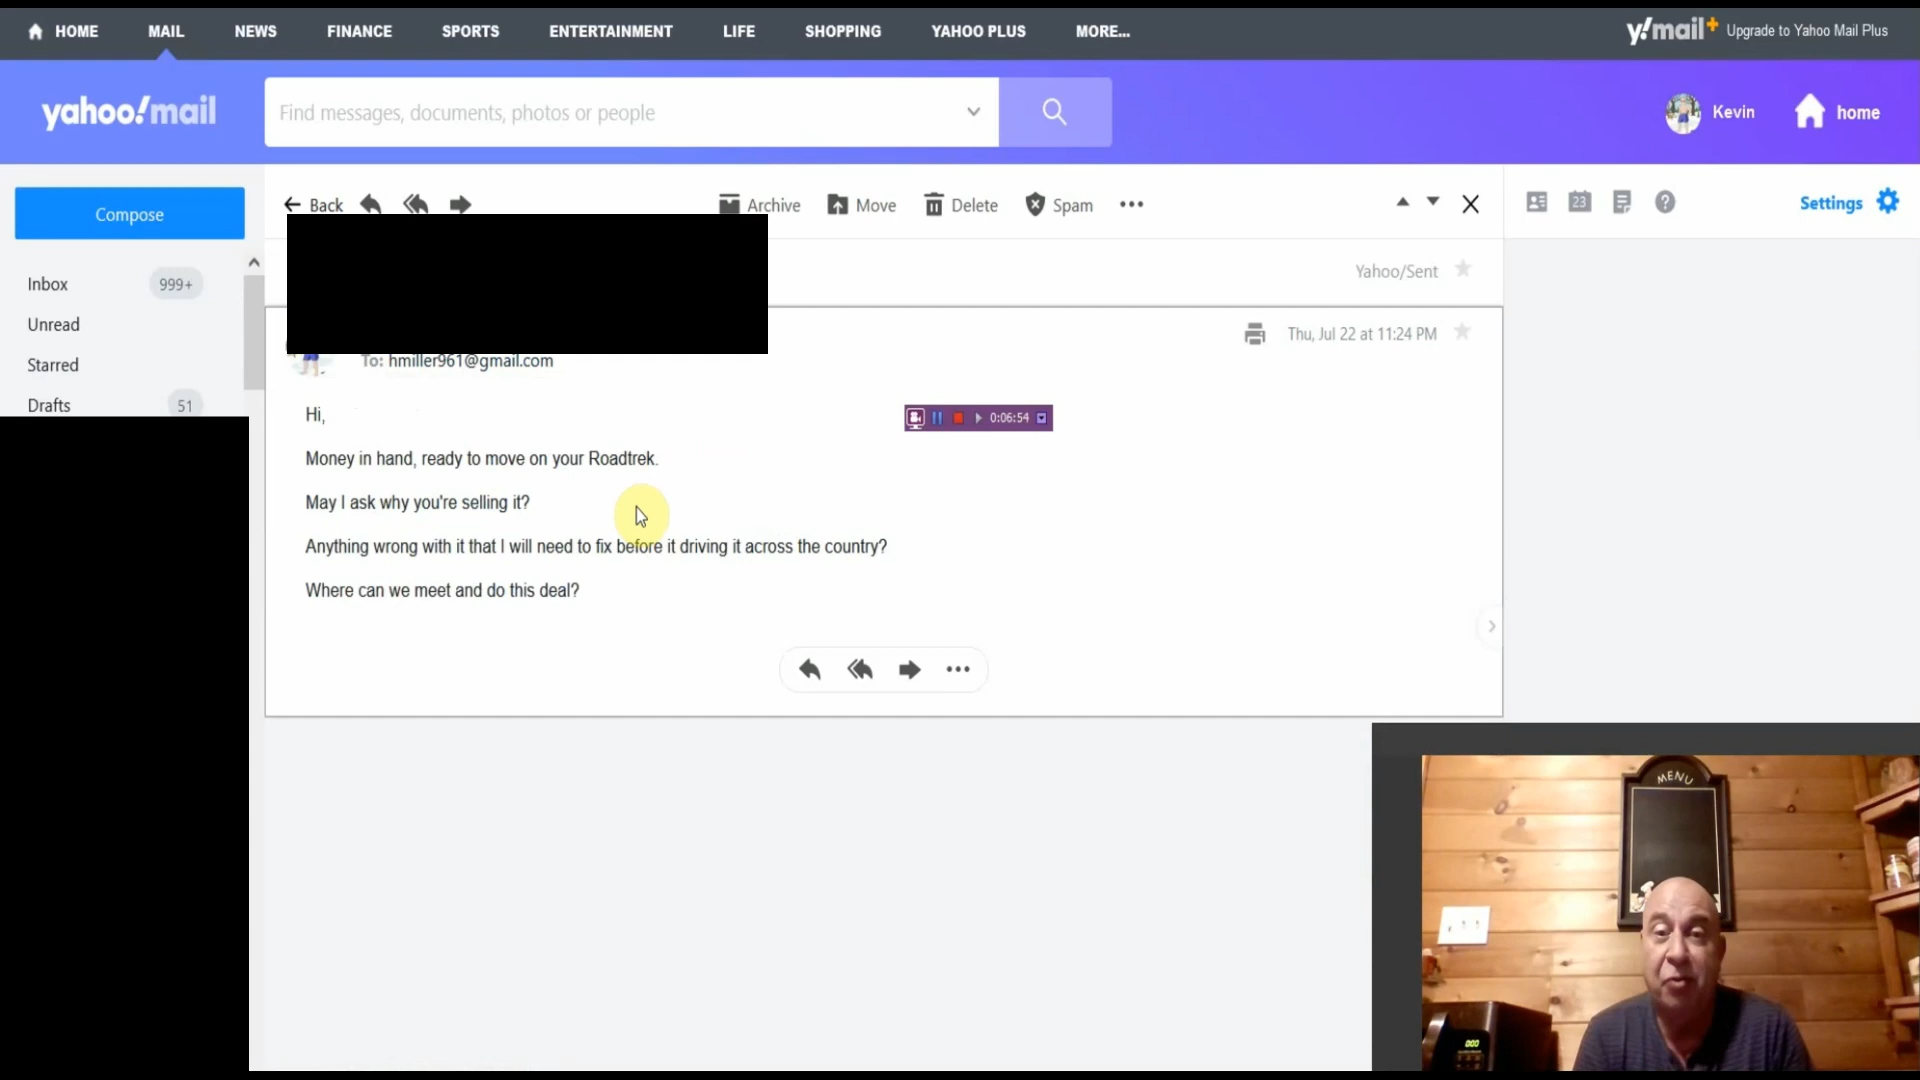 HOME MAIL NEWS FINANCE SPORTS ENTERTAINMENT LIFE SHOPPING YAHOO PLUS MORE...
y!mail+ Upgrade to Yahoo Mail Plus
yahoo!mail
Find messages, documents, photos or people
Kevin
home
Compose
Back
Archive Move Delete Spam
23
Settings
Inbox 999+
Unread
Starred
Drafts 51
Yahoo/Sent
Thu, Jul 22 at 11:24 PM
To: hmiller961@gmail.com
Hi,
0:06:54
Money in hand, ready to move on your Roadtrek.
May I ask why you're selling it?
Anything wrong with it that I will need to fix before it driving it across the country?
Where can we meet and do this deal?
MENU
000